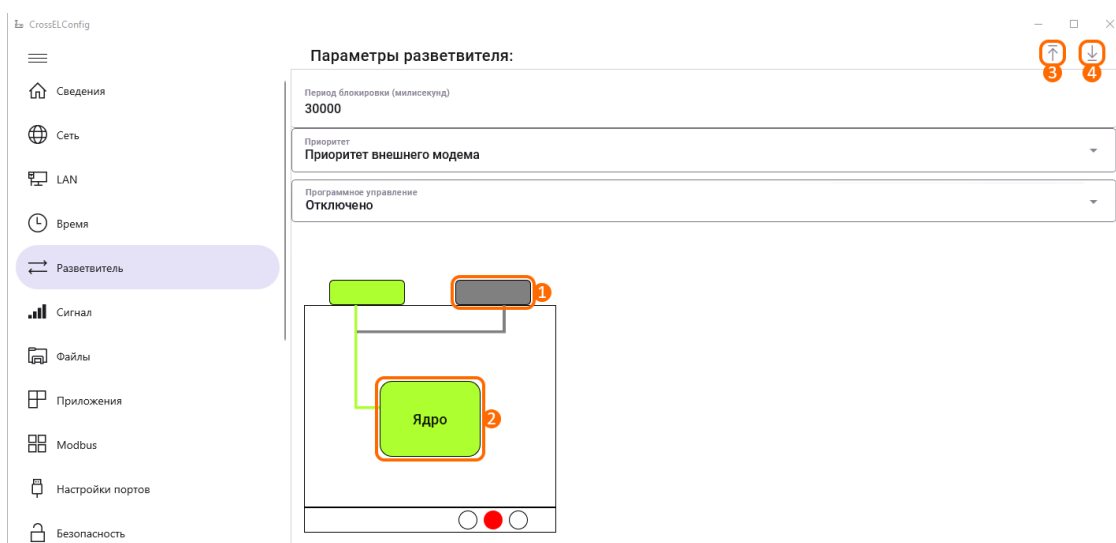 CrossELConfig
Параметры разветвителя:
3
4
Сведения
Сеть
LAN
Время
Разветвитель
Сигнал
Файлы
Приложения
Modbus
Настройки портов
Безопасность
Период блокировки (милисекунд)
30000
Приоритет
Приоритет внешнего модема
Программное управление
Отключено
1
Ядро
2